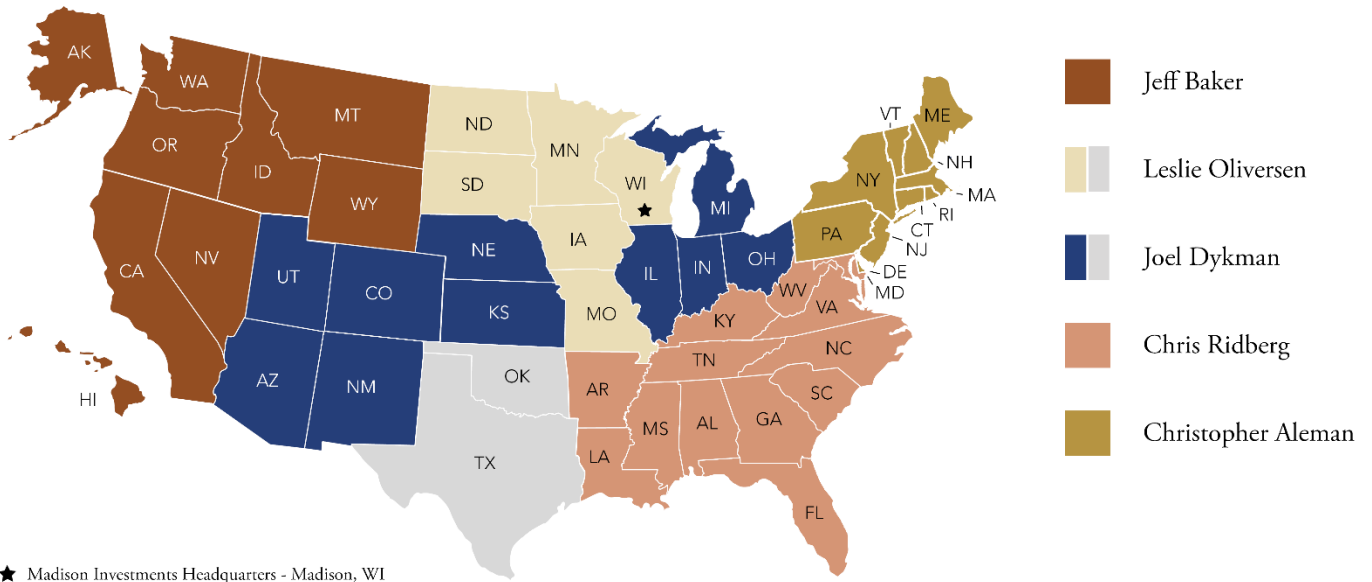 AK
WA
MT
ND
MN
VT
ME
OR
ID
SD
WI
NH
NY
MA
WY
MI
RI
CT
NE
IA
PA
NJ
CA
NV
UT
CO
IL
IN
OH
DE
MD
KS
MO
WV
VA
KY
NC
TN
AZ
NM
OK
AR
SC
HI
MS
AL
GA
TX
LA
FL
Jeff Baker
Leslie Oliversen
Joel Dykman
Chris Ridberg
Christopher Aleman
★ Madison Investments Headquarters - Madison, WI